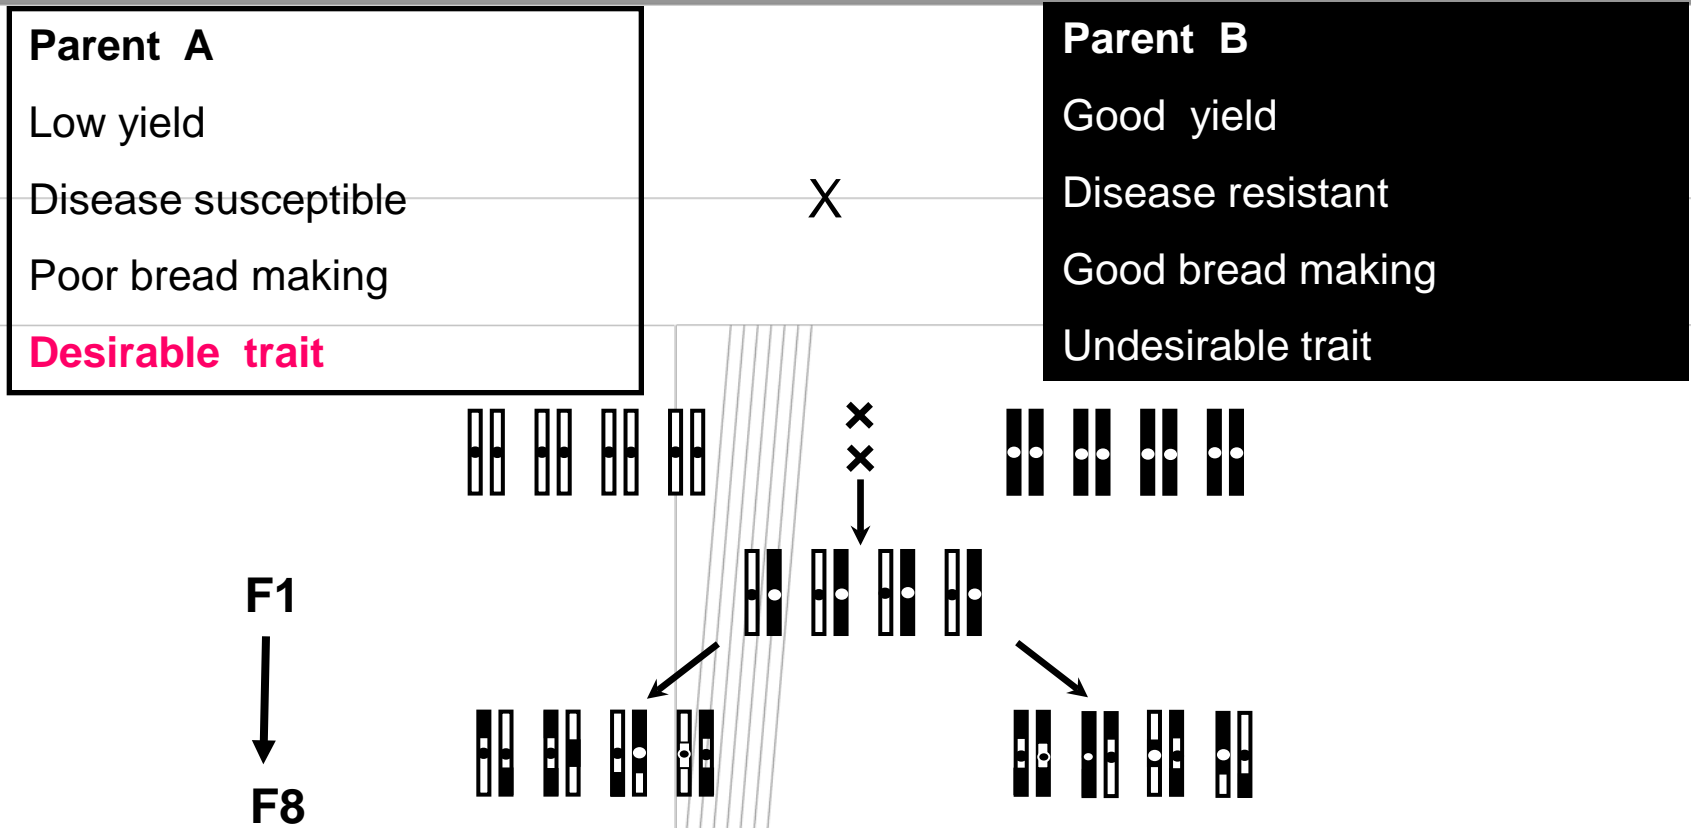 Parent A
Low yield
Disease susceptible
Poor bread making
Desirable trait
X
Parent B
Good yield
Disease resistant
Good bread making
Undesirable trait
F1
F8